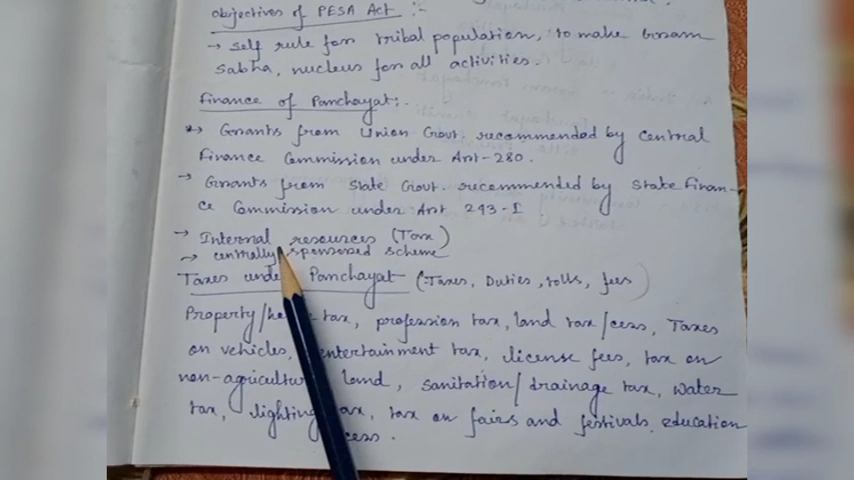 objectives of PESA Act :-
→ self rule for tribal population, to make Gram
Sabha, nucleus for all activities.
Finance of Panchayat:-
→ Grants from Union Govt. recommended by Central
Finance Commission under Art-280.
→ Grants from State Govt. recommended by State Finan-
ce Commission under Art 243-I
→ Internal resources (Tax)
→ centrally sponsored scheme
Taxes under Panchayat (Taxes, Duties, tolls, fees)
Property/ tax, profession tax, land tax/cess, Taxes
on vehicles, entertainment tax, license fees, tax on
non-agricultur land, sanitation/drainage tax, water
tax, lighting tax, tax on fairs and festivals, education
cess.